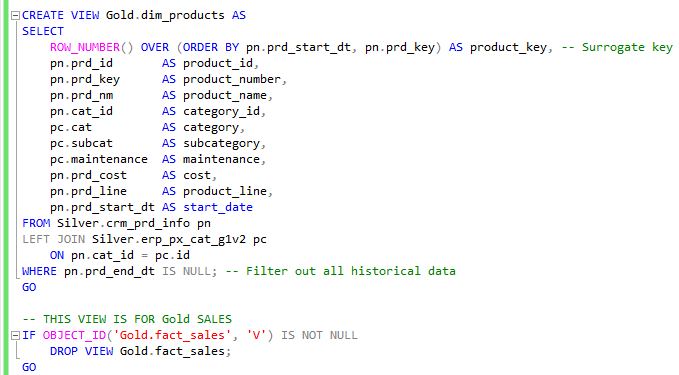 CREATE VIEW Gold.dim_products AS
SELECT
    ROW_NUMBER() OVER (ORDER BY pn.prd_start_dt, pn.prd_key) AS product_key, -- Surrogate key
    pn.prd_id       AS product_id,
    pn.prd_key      AS product_number,
    pn.prd_nm       AS product_name,
    pn.cat_id       AS category_id,
    pc.cat          AS category,
    pc.subcat       AS subcategory,
    pc.maintenance  AS maintenance,
    pn.prd_cost     AS cost,
    pn.prd_line     AS product_line,
    pn.prd_start_dt AS start_date
FROM Silver.crm_prd_info pn
LEFT JOIN Silver.erp_px_cat_g1v2 pc
    ON pn.cat_id = pc.id
WHERE pn.prd_end_dt IS NULL; -- Filter out all historical data
GO

-- THIS VIEW IS FOR Gold SALES
IF OBJECT_ID('Gold.fact_sales', 'V') IS NOT NULL
    DROP VIEW Gold.fact_sales;
GO